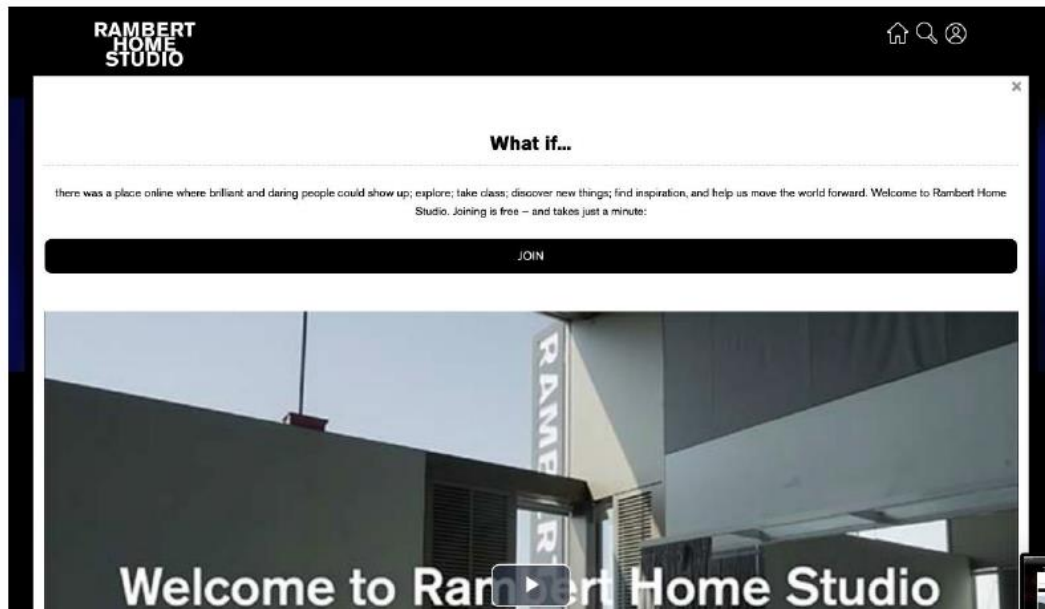 RAMBERT
HOME
STUDIO
What if...
there was a place online where brilliant and daring people could show up; explore; take class; discover new things; find inspiration, and help us move the world forward. Welcome to Rambert Home
Studio. Joining is free – and takes just a minute:
JOIN
RAMBERT
Welcome to Rambert Home Studio